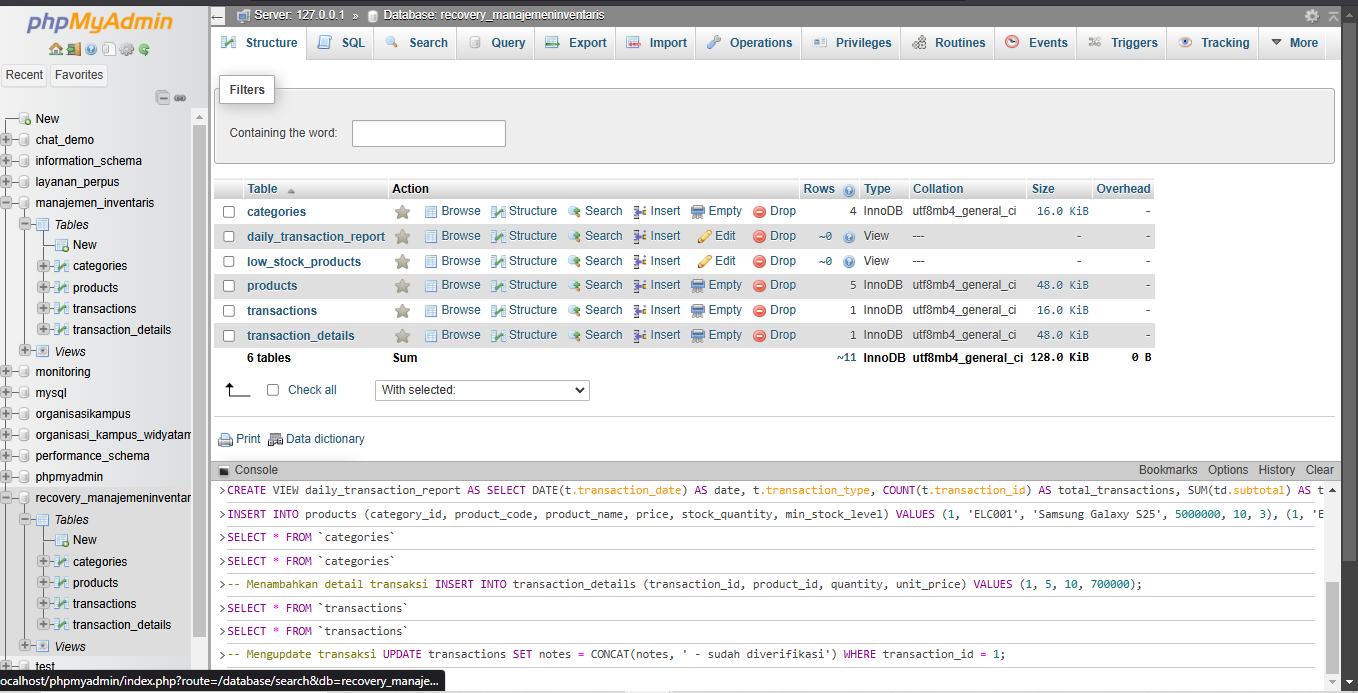 phpMyAdmin
Server: 127.0.0.1 » Database: recovery_manajemeninventaris
Structure SQL Search Query Export Import Operations Privileges Routines Events Triggers Tracking More
Recent Favorites
New
chat_demo
information_schema
layanan_perpus
manajemen_inventaris
Tables
New
categories
products
transactions
transaction_details
Views
monitoring
mysql
organisasikampus
organisasi_kampus_widyatam
performance_schema
phpmyadmin
recovery_manajemeninventar
Tables
New
categories
products
transactions
transaction_details
Views
test
ocalhost/phpmyadmin/index.php?route=/database/search&db=recovery_manaje...
Filters
Containing the word:
Table Action Rows Type Collation Size Overhead
categories Browse Structure Search Insert Empty Drop 4 InnoDB utf8mb4_general_ci 16.0 KiB -
daily_transaction_report Browse Structure Search Insert Edit Drop ~0 View --- - -
low_stock_products Browse Structure Search Insert Edit Drop ~0 View --- - -
products Browse Structure Search Insert Empty Drop 5 InnoDB utf8mb4_general_ci 48.0 KiB -
transactions Browse Structure Search Insert Empty Drop 1 InnoDB utf8mb4_general_ci 16.0 KiB -
transaction_details Browse Structure Search Insert Empty Drop 1 InnoDB utf8mb4_general_ci 48.0 KiB -
6 tables Sum ~11 InnoDB utf8mb4_general_ci 128.0 KiB 0 B
Check all With selected:
Print Data dictionary
Console Bookmarks Options History Clear
>CREATE VIEW daily_transaction_report AS SELECT DATE(t.transaction_date) AS date, t.transaction_type, COUNT(t.transaction_id) AS total_transactions, SUM(td.subtotal) AS t
>INSERT INTO products (category_id, product_code, product_name, price, stock_quantity, min_stock_level) VALUES (1, 'ELC001', 'Samsung Galaxy S25', 5000000, 10, 3), (1, 'E
>SELECT * FROM `categories`
>SELECT * FROM `categories`
>-- Menambahkan detail transaksi INSERT INTO transaction_details (transaction_id, product_id, quantity, unit_price) VALUES (1, 5, 10, 700000);
>SELECT * FROM `transactions`
>SELECT * FROM `transactions`
>-- Mengupdate transaksi UPDATE transactions SET notes = CONCAT(notes, ' - sudah diverifikasi') WHERE transaction_id = 1;